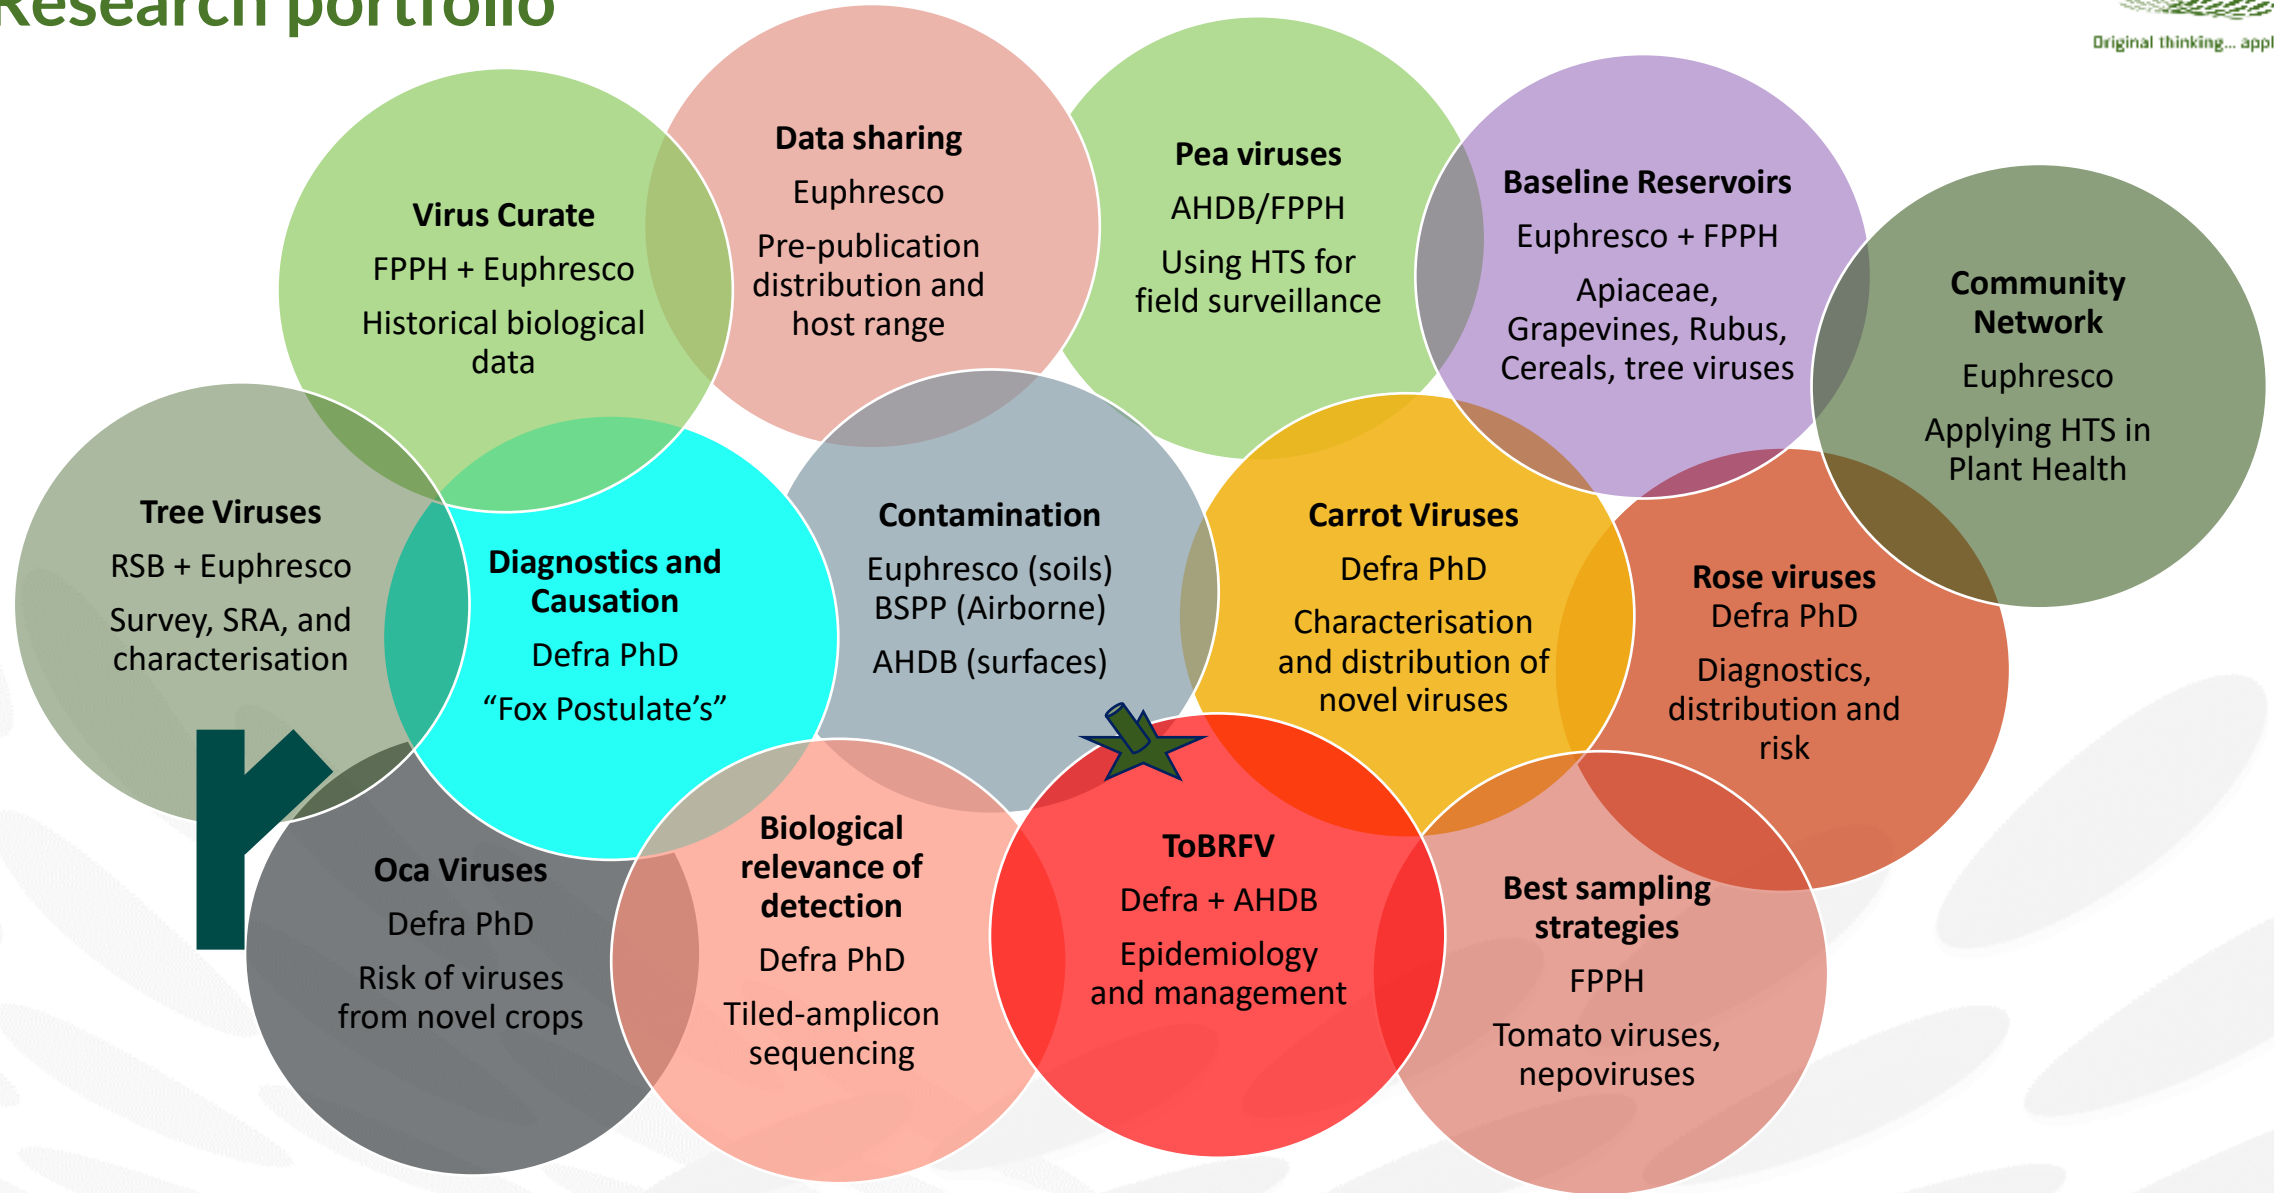 Research portfolio
Original thinking... appl
Virus Curate
FPPH + Euphresco
Historical biological
data
Data sharing
Euphresco
Pre-publication
distribution and
host range
Pea viruses
AHDB/FPPH
Using HTS for
field surveillance
Baseline Reservoirs
Euphresco + FPPH
Apiaceae,
Grapevines, Rubus,
Cereals, tree viruses
Community
Network
Euphresco
Applying HTS in
Plant Health
Tree Viruses
RSB + Euphresco
Survey, SRA, and
characterisation
Diagnostics and
Causation
Defra PhD
“Fox Postulate’s”
Contamination
Euphresco (soils)
BSPP (Airborne)
AHDB (surfaces)
Carrot Viruses
Defra PhD
Characterisation
and distribution of
novel viruses
Rose viruses
Defra PhD
Diagnostics,
distribution and
risk
Oca Viruses
Defra PhD
Risk of viruses
from novel crops
Biological
relevance of
detection
Defra PhD
Tiled-amplicon
sequencing
ToBRFV
Defra + AHDB
Epidemiology
and management
Best sampling
strategies
FPPH
Tomato viruses,
nepoviruses